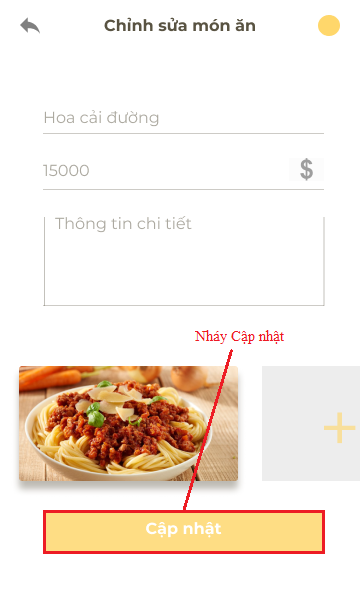 Chỉnh sửa món ăn
Hoa cải đường
15000
$
Thông tin chi tiết
Nháy Cập nhật
+
Cập nhật